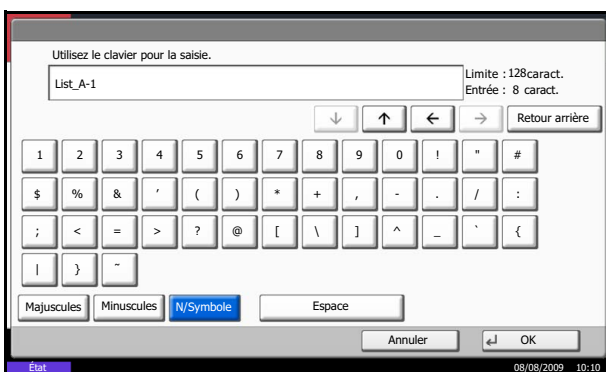 Utilisez le clavier pour la saisie.
List_A-1
Limite : 128caract.
Entrée : 8 caract.
↓ ↑ ← → Retour arrière
1 2 3 4 5 6 7 8 9 0 ! " #
$ % & ' ( ) * + , - . / :
; < = > ? @ [ \ ] ^ _ ` {
| } ~
Majuscules Minuscules N/Symbole Espace
Annuler ↵ OK
État 08/08/2009 10:10